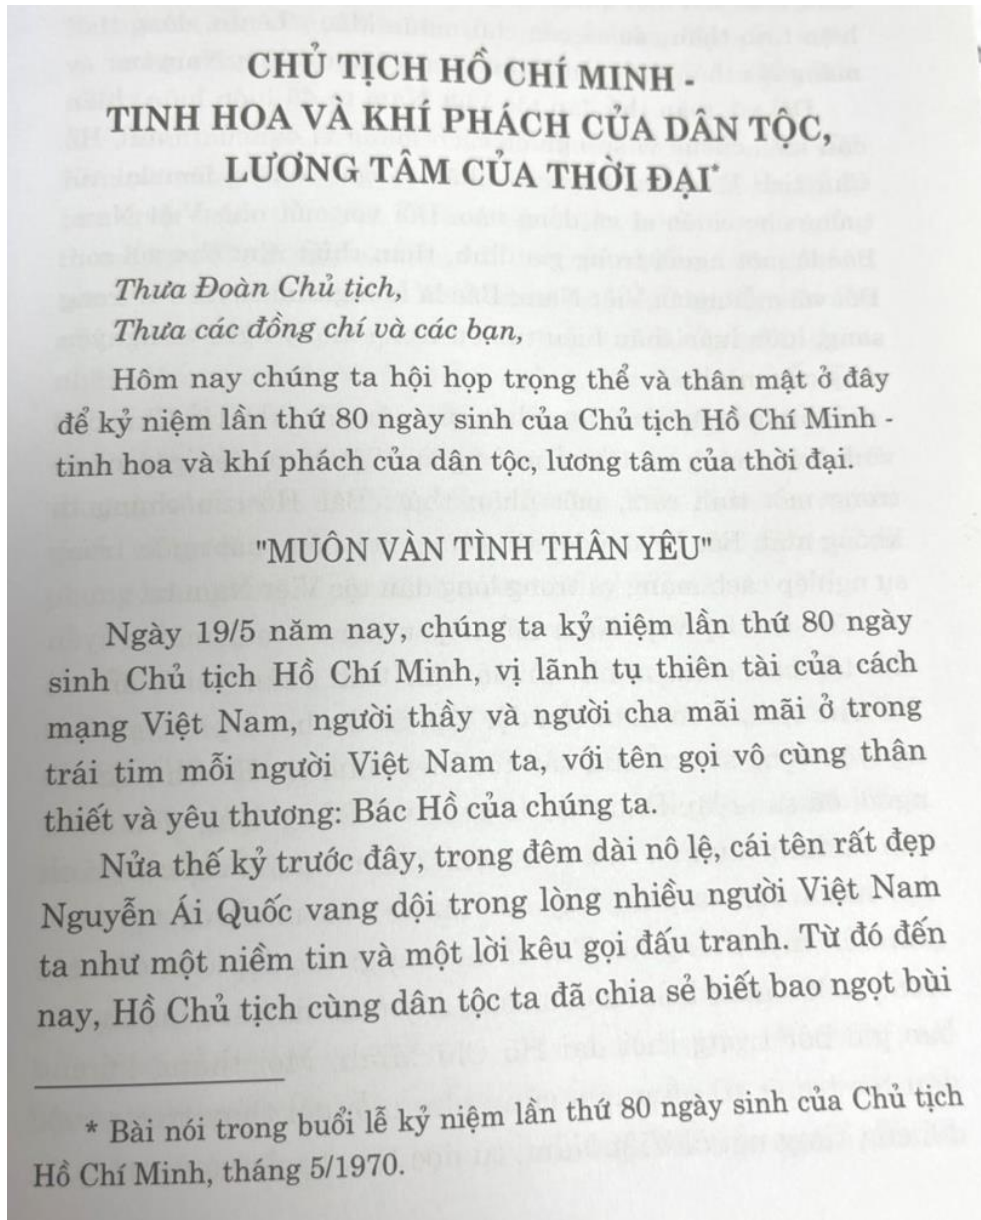 CHỦ TỊCH HỒ CHÍ MINH -
TINH HOA VÀ KHÍ PHÁCH CỦA DÂN TỘC,
LƯƠNG TÂM CỦA THỜI ĐẠI*
Thưa Đoàn Chủ tịch,
Thưa các đồng chí và các bạn,
Hôm nay chúng ta hội họp trọng thể và thân mật ở đây
để kỷ niệm lần thứ 80 ngày sinh của Chủ tịch Hồ Chí Minh -
tinh hoa và khí phách của dân tộc, lương tâm của thời đại.
"MUÔN VÀN TÌNH THÂN YÊU"
Ngày 19/5 năm nay, chúng ta kỷ niệm lần thứ 80 ngày
sinh Chủ tịch Hồ Chí Minh, vị lãnh tụ thiên tài của cách
mạng Việt Nam, người thầy và người cha mãi mãi ở trong
trái tim mỗi người Việt Nam ta, với tên gọi vô cùng thân
thiết và yêu thương: Bác Hồ của chúng ta.
Nửa thế kỷ trước đây, trong đêm dài nô lệ, cái tên rất đẹp
Nguyễn Ái Quốc vang dội trong lòng nhiều người Việt Nam
ta như một niềm tin và một lời kêu gọi đấu tranh. Từ đó đến
nay, Hồ Chủ tịch cùng dân tộc ta đã chia sẻ biết bao ngọt bùi
* Bài nói trong buổi lễ kỷ niệm lần thứ 80 ngày sinh của Chủ tịch
Hồ Chí Minh, tháng 5/1970.